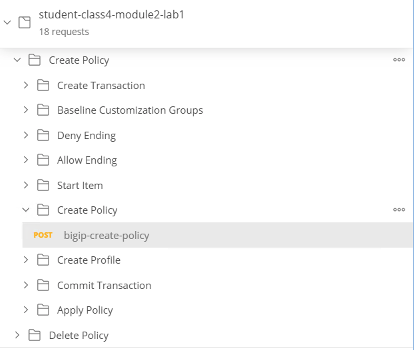 student-class4-module2-lab1
18 requests
Create Policy
Create Transaction
Baseline Customization Groups
Deny Ending
Allow Ending
Start Item
Create Policy
POST bigip-create-policy
Create Profile
Commit Transaction
Apply Policy
Delete Policy